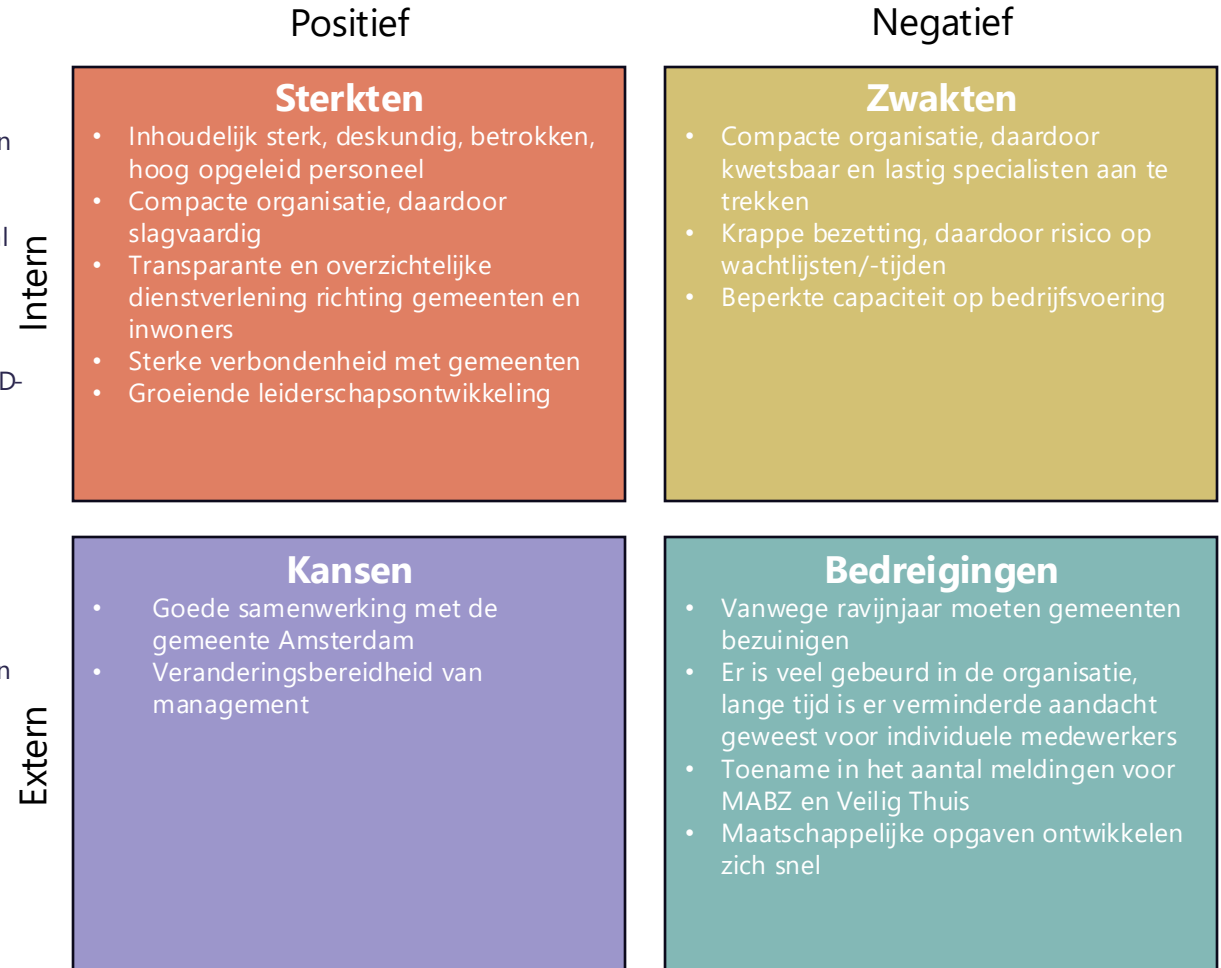 Positief
Negatief
Intern
Sterkten
• Inhoudelijk sterk, deskundig, betrokken,
hoog opgeleid personeel
• Compacte organisatie, daardoor
slagvaardig
• Transparante en overzichtelijke
dienstverlening richting gemeenten en
inwoners
• Sterke verbondenheid met gemeenten
• Groeiende leiderschapsontwikkeling
Zwakten
• Compacte organisatie, daardoor
kwetsbaar en lastig specialisten aan te
trekken
• Krappe bezetting, daardoor risico op
wachtlijsten/-tijden
• Beperkte capaciteit op bedrijfsvoering
Extern
Kansen
• Goede samenwerking met de
gemeente Amsterdam
• Veranderingsbereidheid van
management
Bedreigingen
• Vanwege ravijnjaar moeten gemeenten
bezuinigen
• Er is veel gebeurd in de organisatie,
lange tijd is er verminderde aandacht
geweest voor individuele medewerkers
• Toename in het aantal meldingen voor
MABZ en Veilig Thuis
• Maatschappelijke opgaven ontwikkelen
zich snel